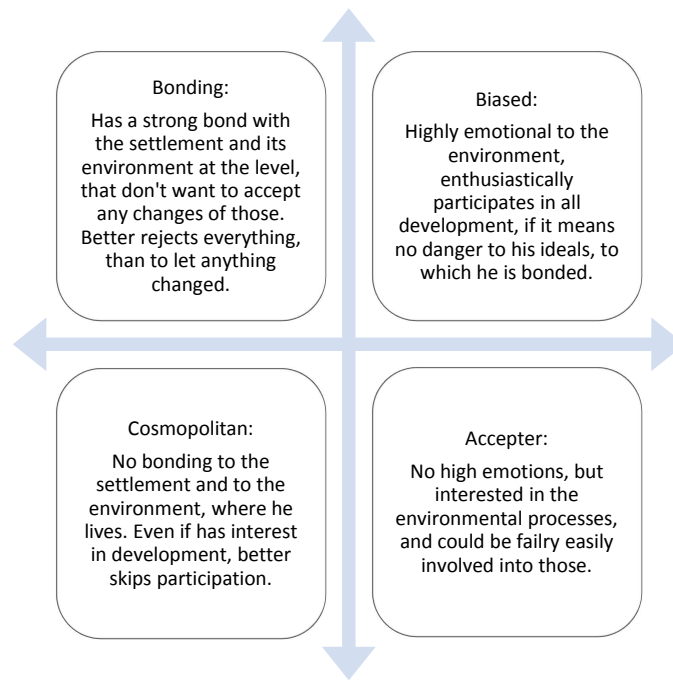 Bonding:
Has a strong bond with
the settlement and its
environment at the level,
that don't want to accept
any changes of those.
Better rejects everything,
than to let anything
changed.
Biased:
Highly emotional to the
environment,
enthusiastically
participates in all
development, if it means
no danger to his ideals, to
which he is bonded.
Cosmopolitan:
No bonding to the
settlement and to the
environment, where he
lives. Even if has interest
in development, better
skips participation.
Accepter:
No high emotions, but
interested in the
environmental processes,
and could be failry easily
involved into those.